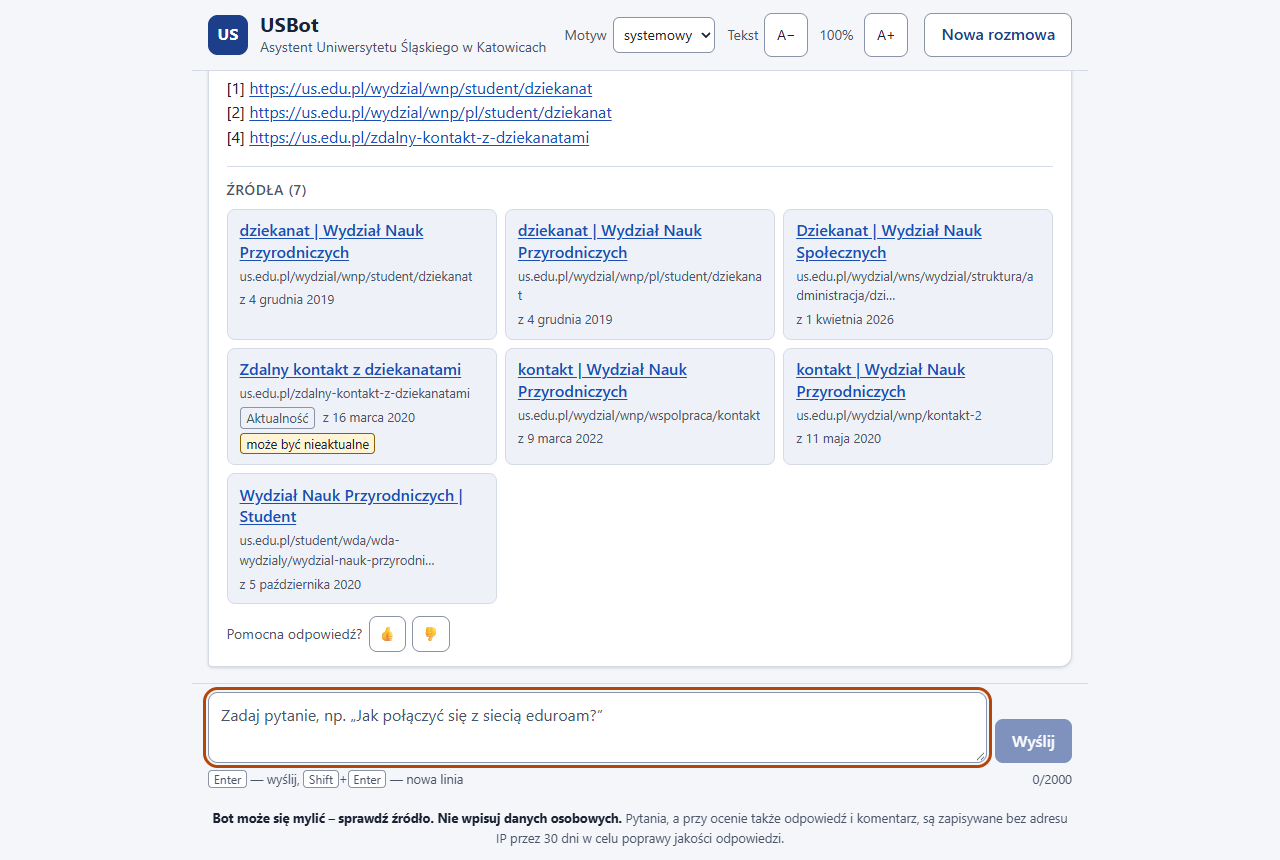 US
USBot
Asystent Uniwersytetu Śląskiego w Katowicach
Motyw
systemowy
Tekst
A−
100%
A+
Nowa rozmowa
[1] https://us.edu.pl/wydzial/wnp/student/dziekanat
[2] https://us.edu.pl/wydzial/wnp/pl/student/dziekanat
[4] https://us.edu.pl/zdalny-kontakt-z-dziekanatami
ŹRÓDŁA (7)
dziekanat | Wydział Nauk
Przyrodniczych
us.edu.pl/wydzial/wnp/student/dziekanat
z 4 grudnia 2019
dziekanat | Wydział Nauk
Przyrodniczych
us.edu.pl/wydzial/wnp/pl/student/dziekana
t
z 4 grudnia 2019
Dziekanat | Wydział Nauk
Społecznych
us.edu.pl/wydzial/wns/wydzial/struktura/a
dministracja/dzi…
z 1 kwietnia 2026
Zdalny kontakt z dziekanatami
us.edu.pl/zdalny-kontakt-z-dziekanatami
Aktualność z 16 marca 2020
może być nieaktualne
kontakt | Wydział Nauk
Przyrodniczych
us.edu.pl/wydzial/wnp/wspolpraca/kontakt
z 9 marca 2022
kontakt | Wydział Nauk
Przyrodniczych
us.edu.pl/wydzial/wnp/kontakt-2
z 11 maja 2020
Wydział Nauk Przyrodniczych |
Student
us.edu.pl/student/wda/wda-
wydzialy/wydzial-nauk-przyrodni…
z 5 października 2020
Pomocna odpowiedź?
Zadaj pytanie, np. „Jak połączyć się z siecią eduroam?”
Wyślij
Enter — wyślij, Shift+Enter — nowa linia
0/2000
Bot może się mylić – sprawdź źródło. Nie wpisuj danych osobowych. Pytania, a przy ocenie także odpowiedź i komentarz, są zapisywane bez adresu
IP przez 30 dni w celu poprawy jakości odpowiedzi.